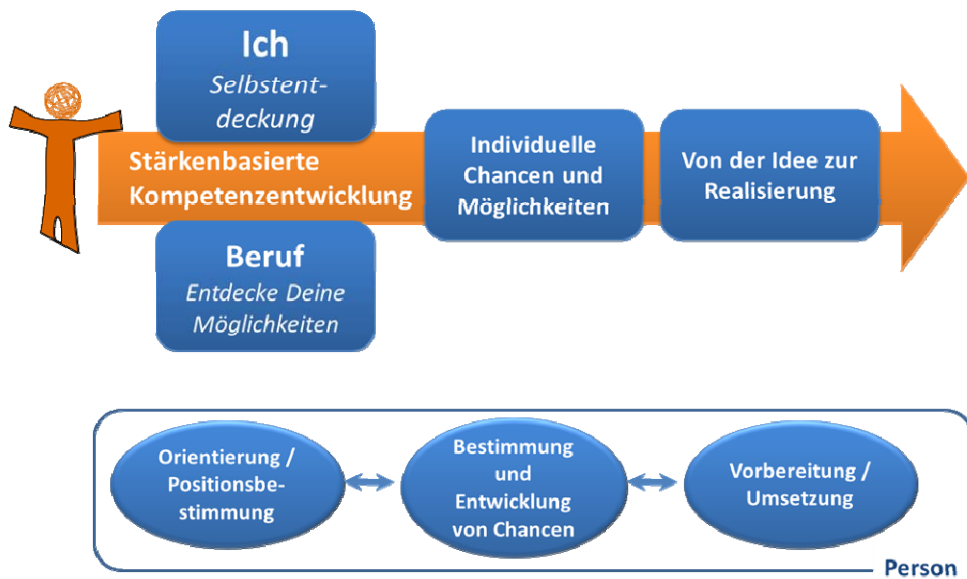 Ich
Selbstent-
deckung
Stärkenbasierte
Kompetenzentwicklung
Beruf
Entdecke Deine
Möglichkeiten
Individuelle
Chancen und
Möglichkeiten
Von der Idee zur
Realisierung
Orientierung /
Positionsbe-
stimmung
Bestimmung
und
Entwicklung
von Chancen
Vorbereitung /
Umsetzung
Person